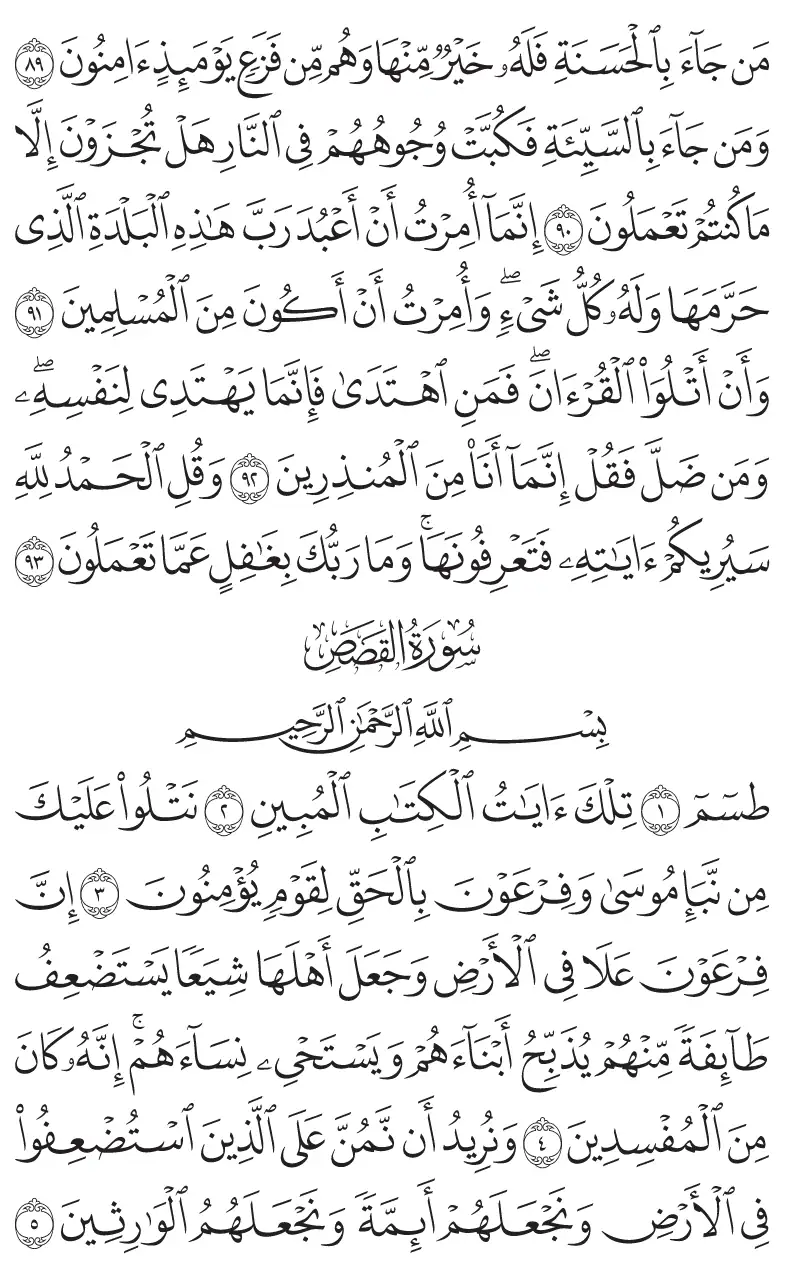 مَن جَآءَ بِٱلۡحَسَنَةِ فَلَهُۥ خَيۡرٞ مِّنۡهَا وَهُم مِّن فَزَعٖ يَوۡمَئِذٍ ءَامِنُونَ ٨٩
وَمَن جَآءَ بِٱلسَّيِّئَةِ فَكُبَّتۡ وُجُوهُهُمۡ فِي ٱلنَّارِ هَلۡ تُجۡزَوۡنَ إِلَّا
مَا كُنتُمۡ تَعۡمَلُونَ ٩٠ إِنَّمَآ أُمِرۡتُ أَنۡ أَعۡبُدَ رَبَّ هَٰذِهِ ٱلۡبَلۡدَةِ ٱلَّذِي
حَرَّمَهَا وَلَهُۥ كُلُّ شَيۡءٖۖ وَأُمِرۡتُ أَنۡ أَكُونَ مِنَ ٱلۡمُسۡلِمِينَ ٩١
وَأَنۡ أَتۡلُوَاْ ٱلۡقُرۡءَانَۖ فَمَنِ ٱهۡتَدَىٰ فَإِنَّمَا يَهۡتَدِي لِنَفۡسِهِۦۖ
وَمَن ضَلَّ فَقُلۡ إِنَّمَآ أَنَا۠ مِنَ ٱلۡمُنذِرِينَ ٩٢ وَقُلِ ٱلۡحَمۡدُ لِلَّهِ
سَيُرِيكُمۡ ءَايَٰتِهِۦ فَتَعۡرِفُونَهَاۚ وَمَا رَبُّكَ بِغَٰفِلٍ عَمَّا تَعۡمَلُونَ ٩٣
سُورَةُ القَصَصِ
بِسۡمِ ٱللَّهِ ٱلرَّحۡمَٰنِ ٱلرَّحِيمِ
طسٓمٓ ١ تِلۡكَ ءَايَٰتُ ٱلۡكِتَٰبِ ٱلۡمُبِينِ ٢ نَتۡلُواْ عَلَيۡكَ
مِن نَّبَإِ مُوسَىٰ وَفِرۡعَوۡنَ بِٱلۡحَقِّ لِقَوۡمٖ يُؤۡمِنُونَ ٣ إِنَّ
فِرۡعَوۡنَ عَلَا فِي ٱلۡأَرۡضِ وَجَعَلَ أَهۡلَهَا شِيَعٗا يَسۡتَضۡعِفُ
طَآئِفَةٗ مِّنۡهُمۡ يُذَبِّحُ أَبۡنَآءَهُمۡ وَيَسۡتَحۡيِۦ نِسَآءَهُمۡۚ إِنَّهُۥ كَانَ
مِنَ ٱلۡمُفۡسِدِينَ ٤ وَنُرِيدُ أَن نَّمُنَّ عَلَى ٱلَّذِينَ ٱسۡتُضۡعِفُواْ
فِي ٱلۡأَرۡضِ وَنَجۡعَلَهُمۡ أَئِمَّةٗ وَنَجۡعَلَهُمُ ٱلۡوَٰرِثِينَ ٥